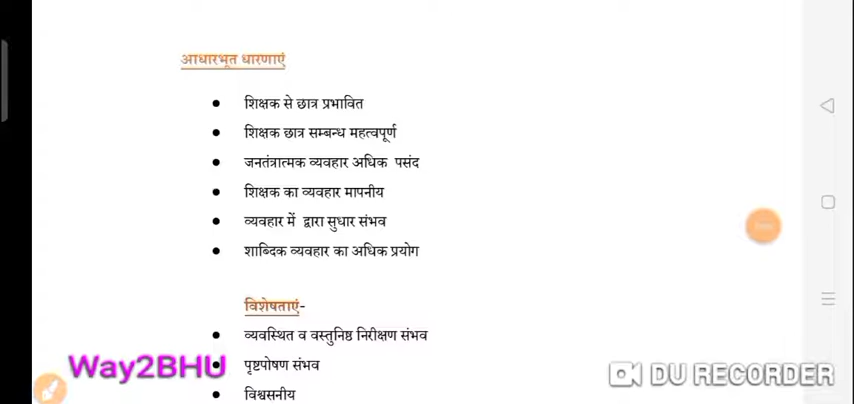 आधारभूत धारणाएं
शिक्षक से छात्र प्रभावित
शिक्षक छात्र सम्बन्ध महत्वपूर्ण
जनतंत्रात्मक व्यवहार अधिक पसंद
शिक्षक का व्यवहार मापनीय
व्यवहार में द्वारा सुधार संभव
शाब्दिक व्यवहार का अधिक प्रयोग
विशेषताएं-
व्यवस्थित व वस्तुनिष्ठ निरीक्षण संभव
पृष्टपोषण संभव
विश्वसनीय
Way2BHU
DU RECORDER